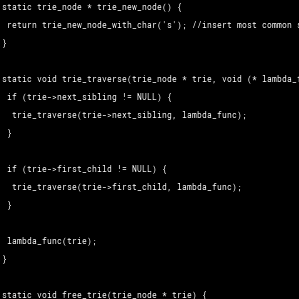 static trie_node * trie_new_node() {
return trie_new_node_with_char('s'); //insert most common
}
static void trie_traverse(trie_node * trie, void (* lambda_
if (trie->next_sibling != NULL) {
trie_traverse(trie->next_sibling, lambda_func);
}
if (trie->first_child != NULL) {
trie_traverse(trie->first_child, lambda_func);
}
lambda_func(trie);
}
static void free_trie(trie_node * trie) {